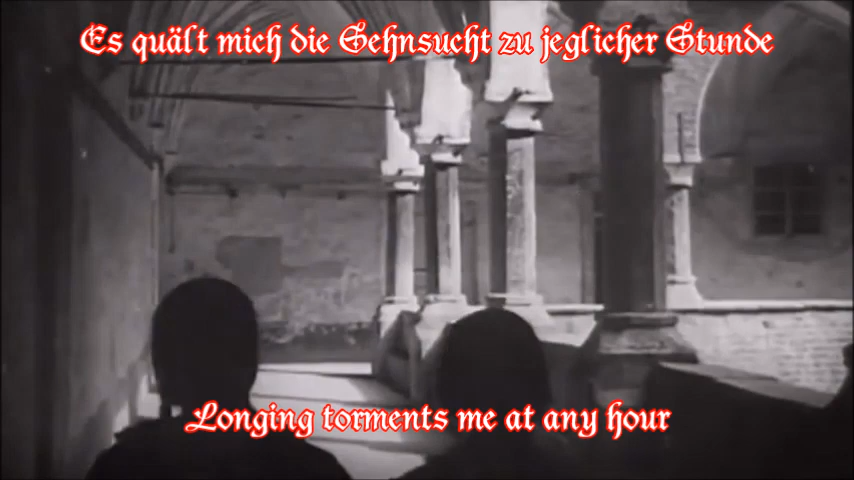 Es quält mich die Sehnsucht zu jeglicher Stunde
Longing torments me at any hour